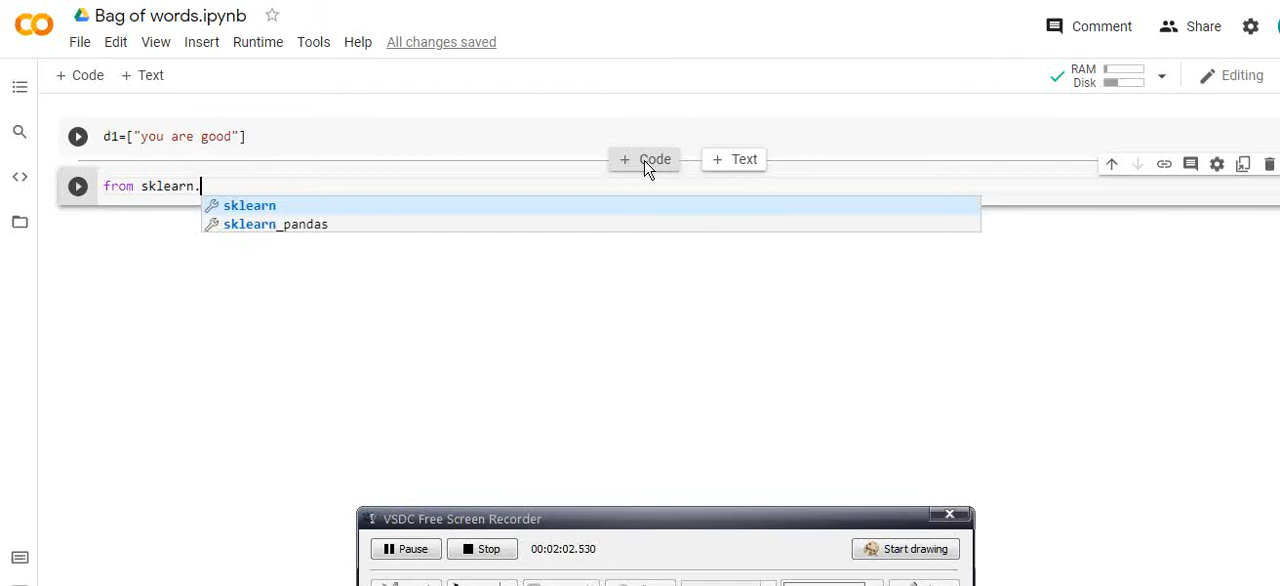 Bag of words.ipynb
Comment
Share
File Edit View Insert Runtime Tools Help All changes saved
+ Code + Text
RAM
Disk
Editing
d1=["you are good"]
+ Code
+ Text
from sklearn.
sklearn
sklearn_pandas
VSDC Free Screen Recorder
Pause
Stop
00:02:02.530
Start drawing